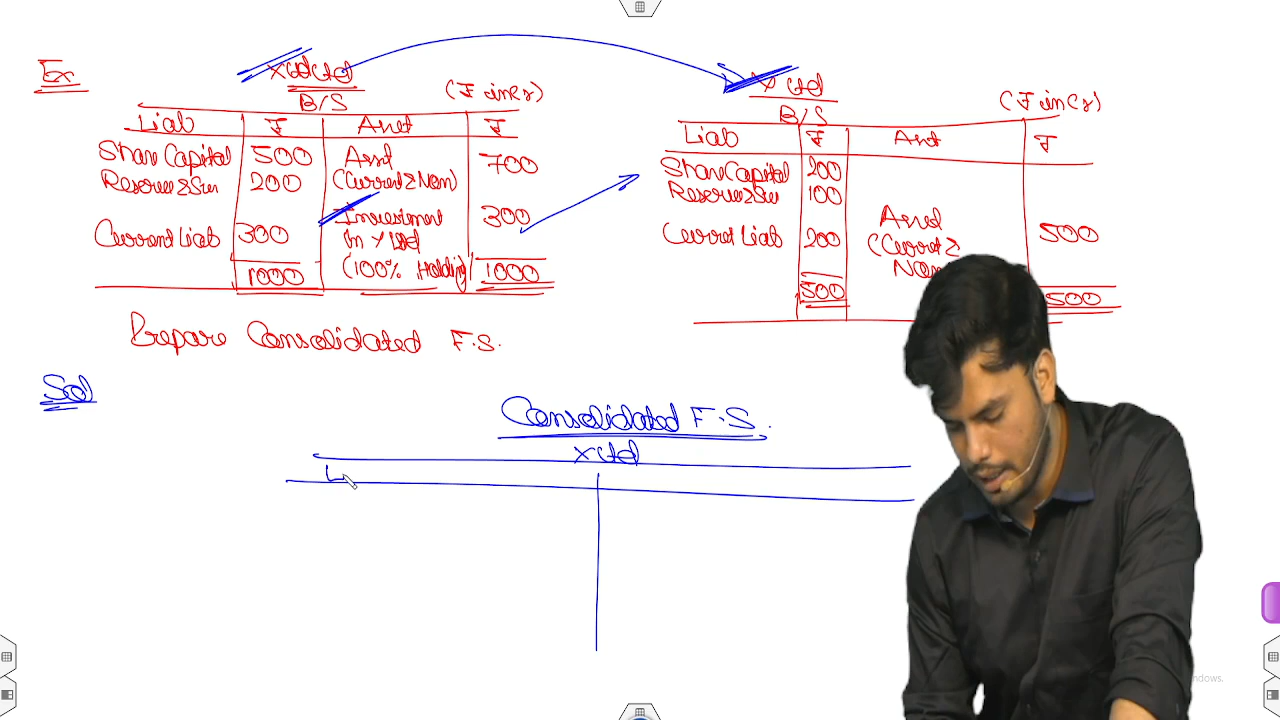 Ex
X Ltd
B/S
(₹ in Cr)
Liab ₹ Asset ₹
Share Capital 500 Asset 700
Reserve & Sur 200 (Current & Non)
Investment 300
Current Liab 300 in Y Ltd
(100% Holding)
1000 1000
Y Ltd
B/S
(₹ in Cr)
Liab ₹ Asset ₹
Share Capital 200
Reserve & Sur 100
Asset
Current Liab 200 (Current & 500
Non
500 500
Prepare Consolidated F.S.
Sol
Consolidated F.S.
X Ltd
L
ndows.